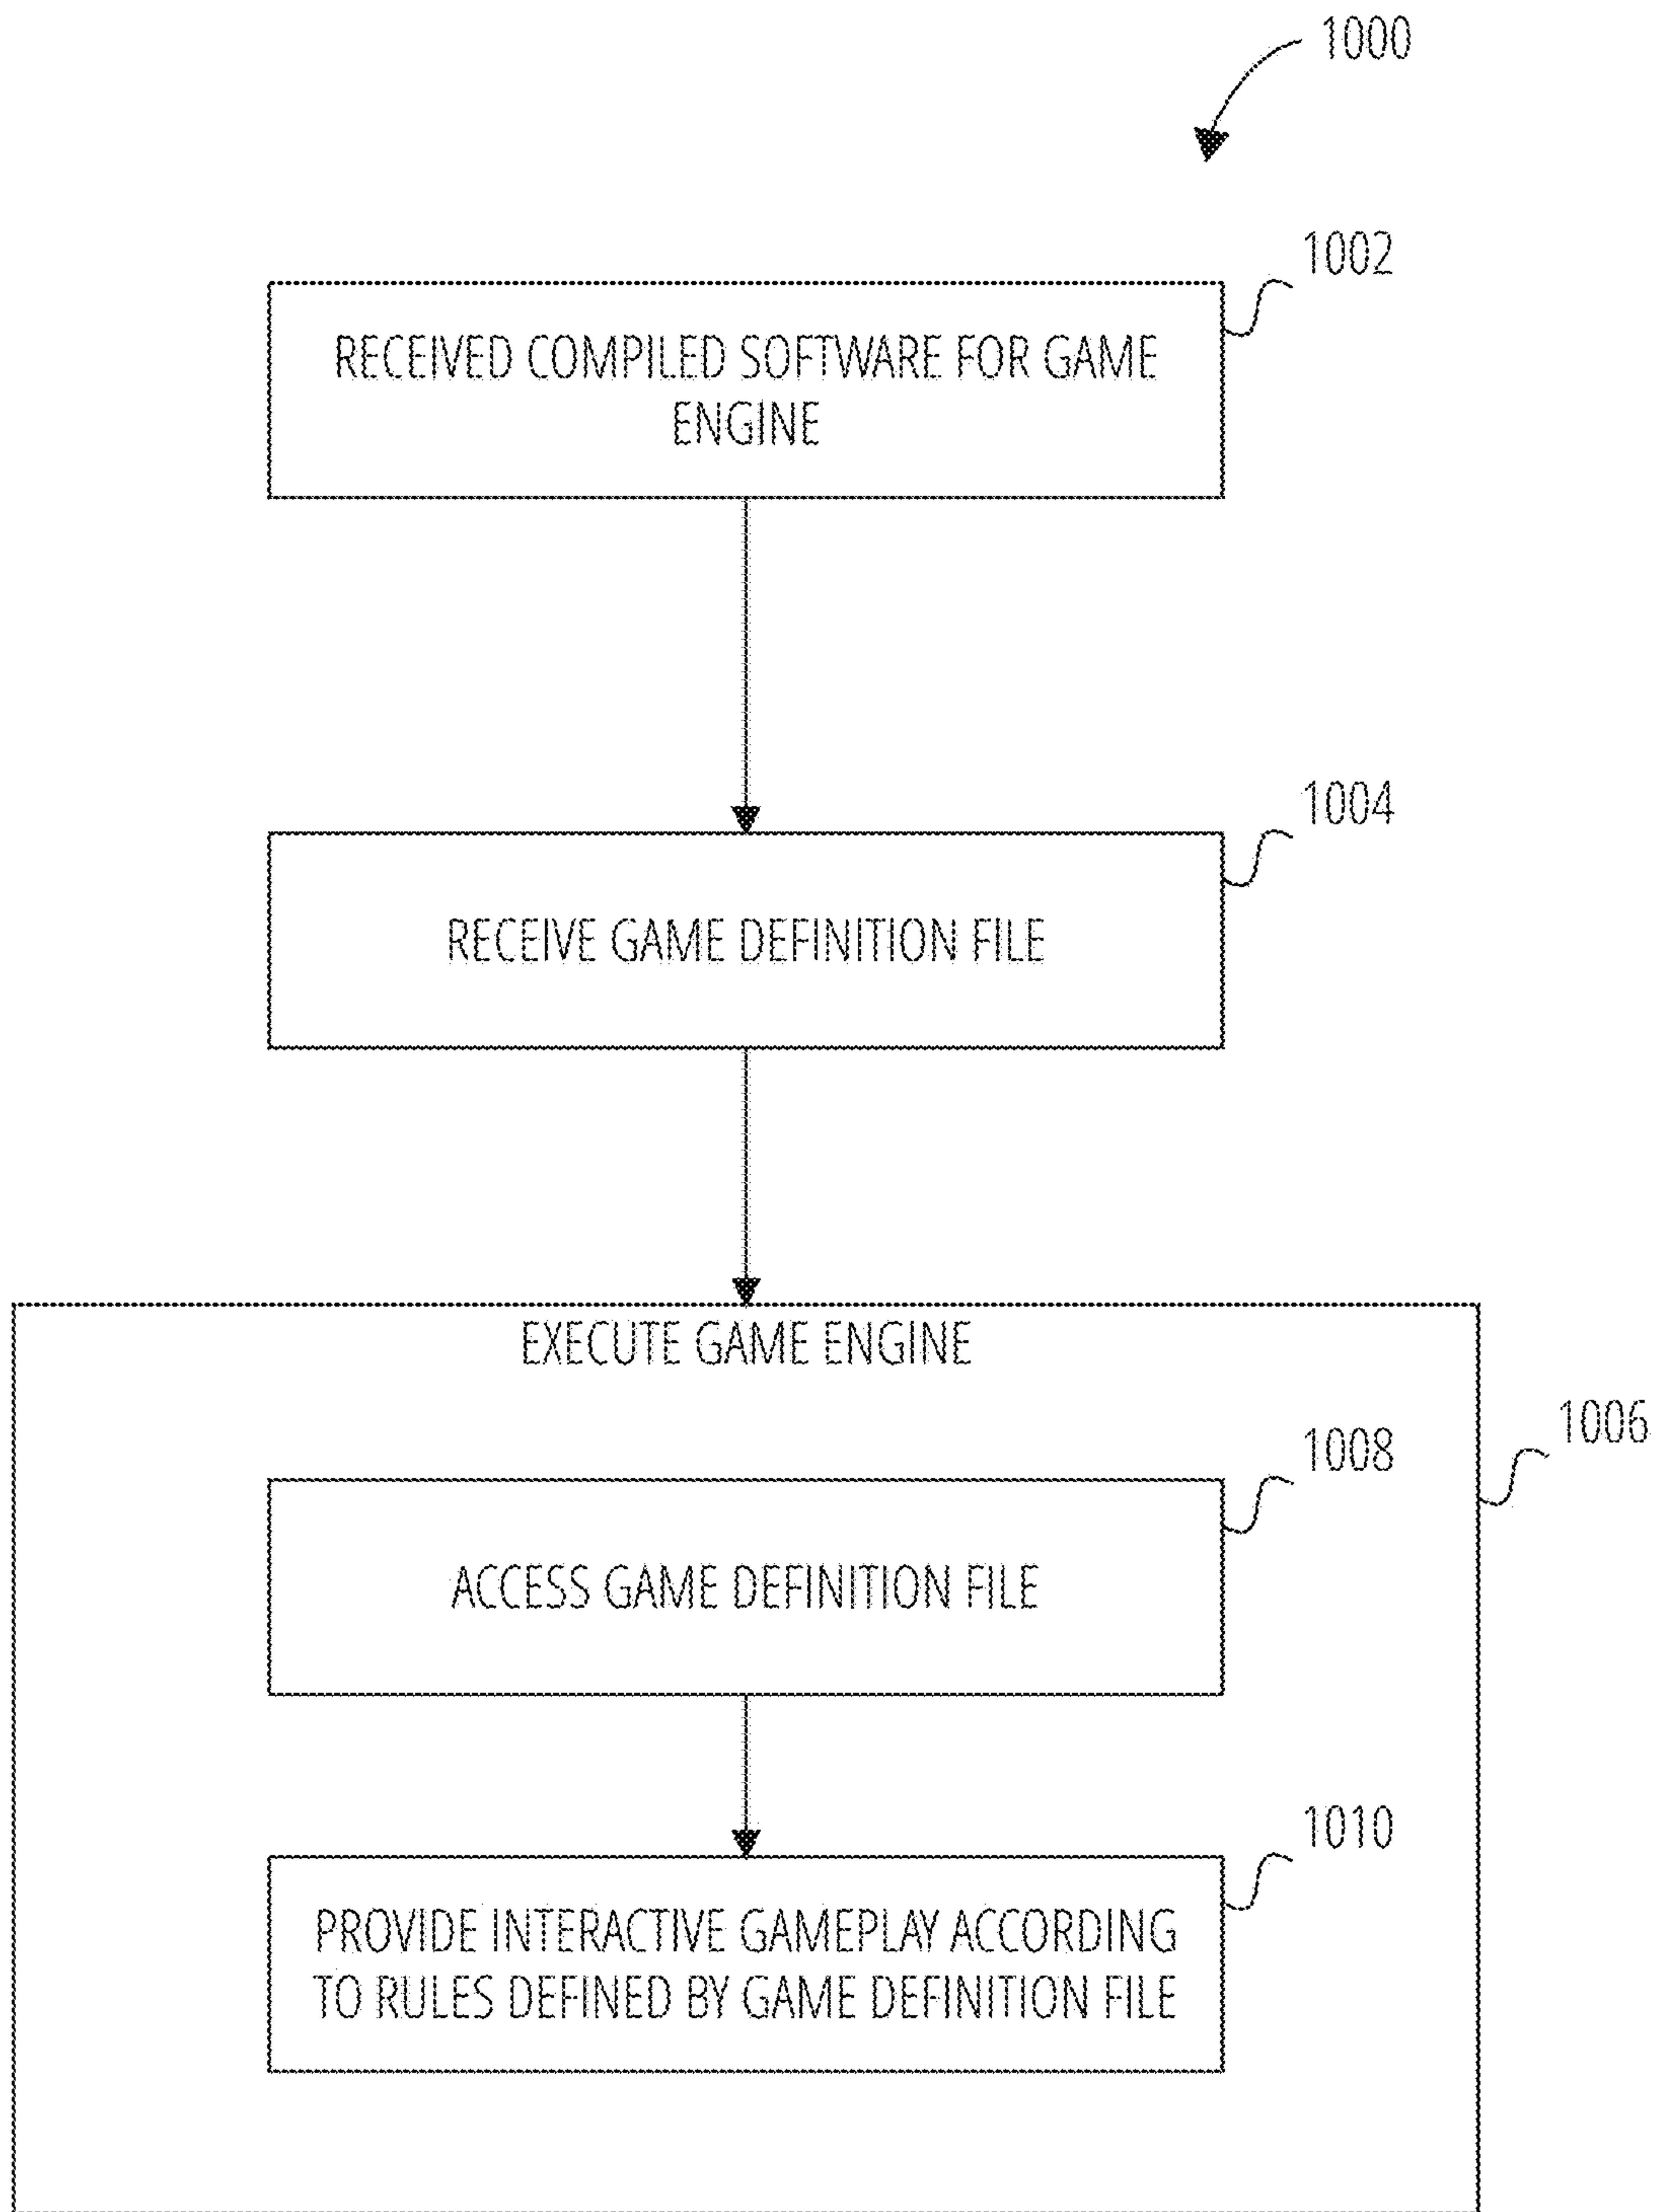 1000
1002
RECEIVED COMPILED SOFTWARE FOR GAME
ENGINE
1004
RECEIVE GAME DEFINITION FILE
EXECUTE GAME ENGINE
1006
1008
ACCESS GAME DEFINITION FILE
1010
PROVIDE INTERACTIVE GAMEPLAY ACCORDING
TO RULES DEFINED BY GAME DEFINITION FILE